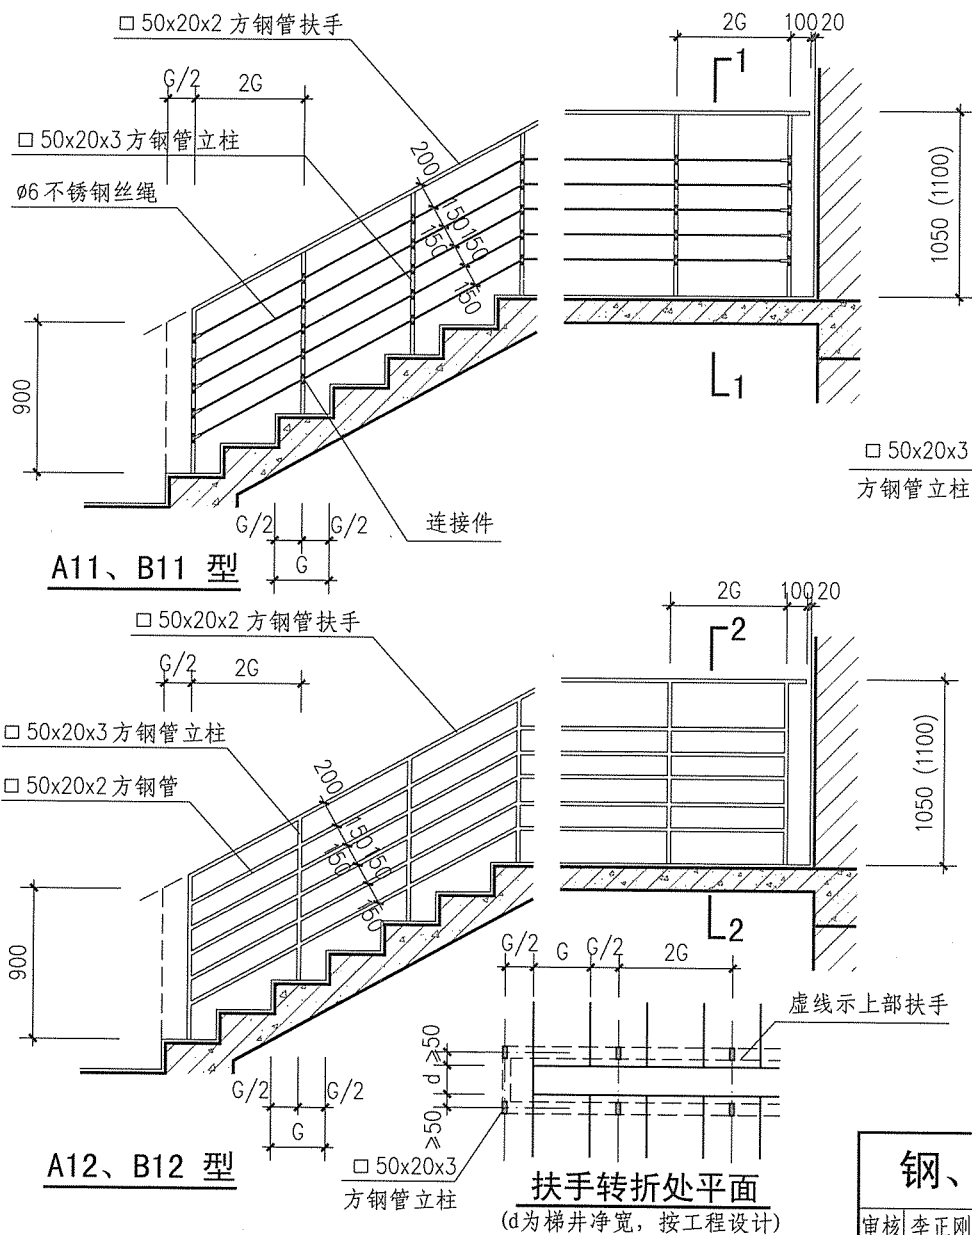 □ 50x20x2 方钢管扶手
2G
100
20
1
G/2
2G
□ 50x20x3 方钢管立柱
200
ø6 不锈钢丝绳
150
150
150
150
1050 (1100)
900
1
□ 50x20x3
方钢管立柱
G/2
G/2
连接件
G
A11、B11 型
2G
100
20
□ 50x20x2 方钢管扶手
2
G/2
2G
□ 50x20x3 方钢管立柱
□ 50x20x2 方钢管
200
150
150
150
150
1050 (1100)
900
2
G/2
G
G/2
2G
虚线示上部扶手
≥50
d
≥50
G/2
G/2
G
A12、B12 型
□ 50x20x3
方钢管立柱
扶手转折处平面
(d为梯井净宽，按工程设计)
钢、
审核 李正刚